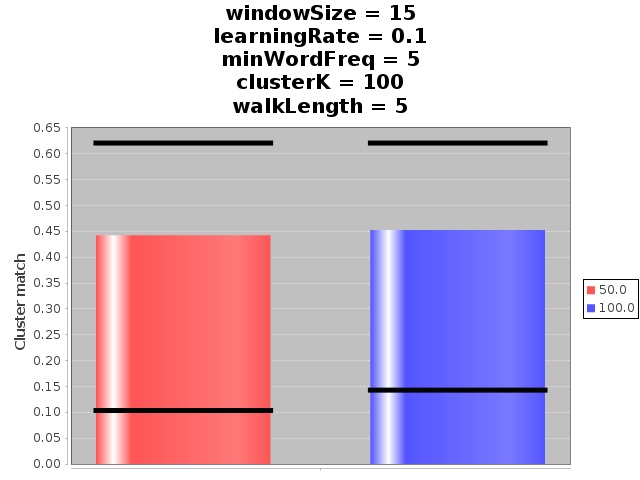 windowSize = 15
learningRate = 0.1
minWordFreq = 5
clusterK = 100
walkLength = 5
0.65
0.60
0.55
0.50
0.45
0.40
0.35
0.30
0.25
0.20
0.15
0.10
0.05
0.00
Cluster match
50.0
100.0